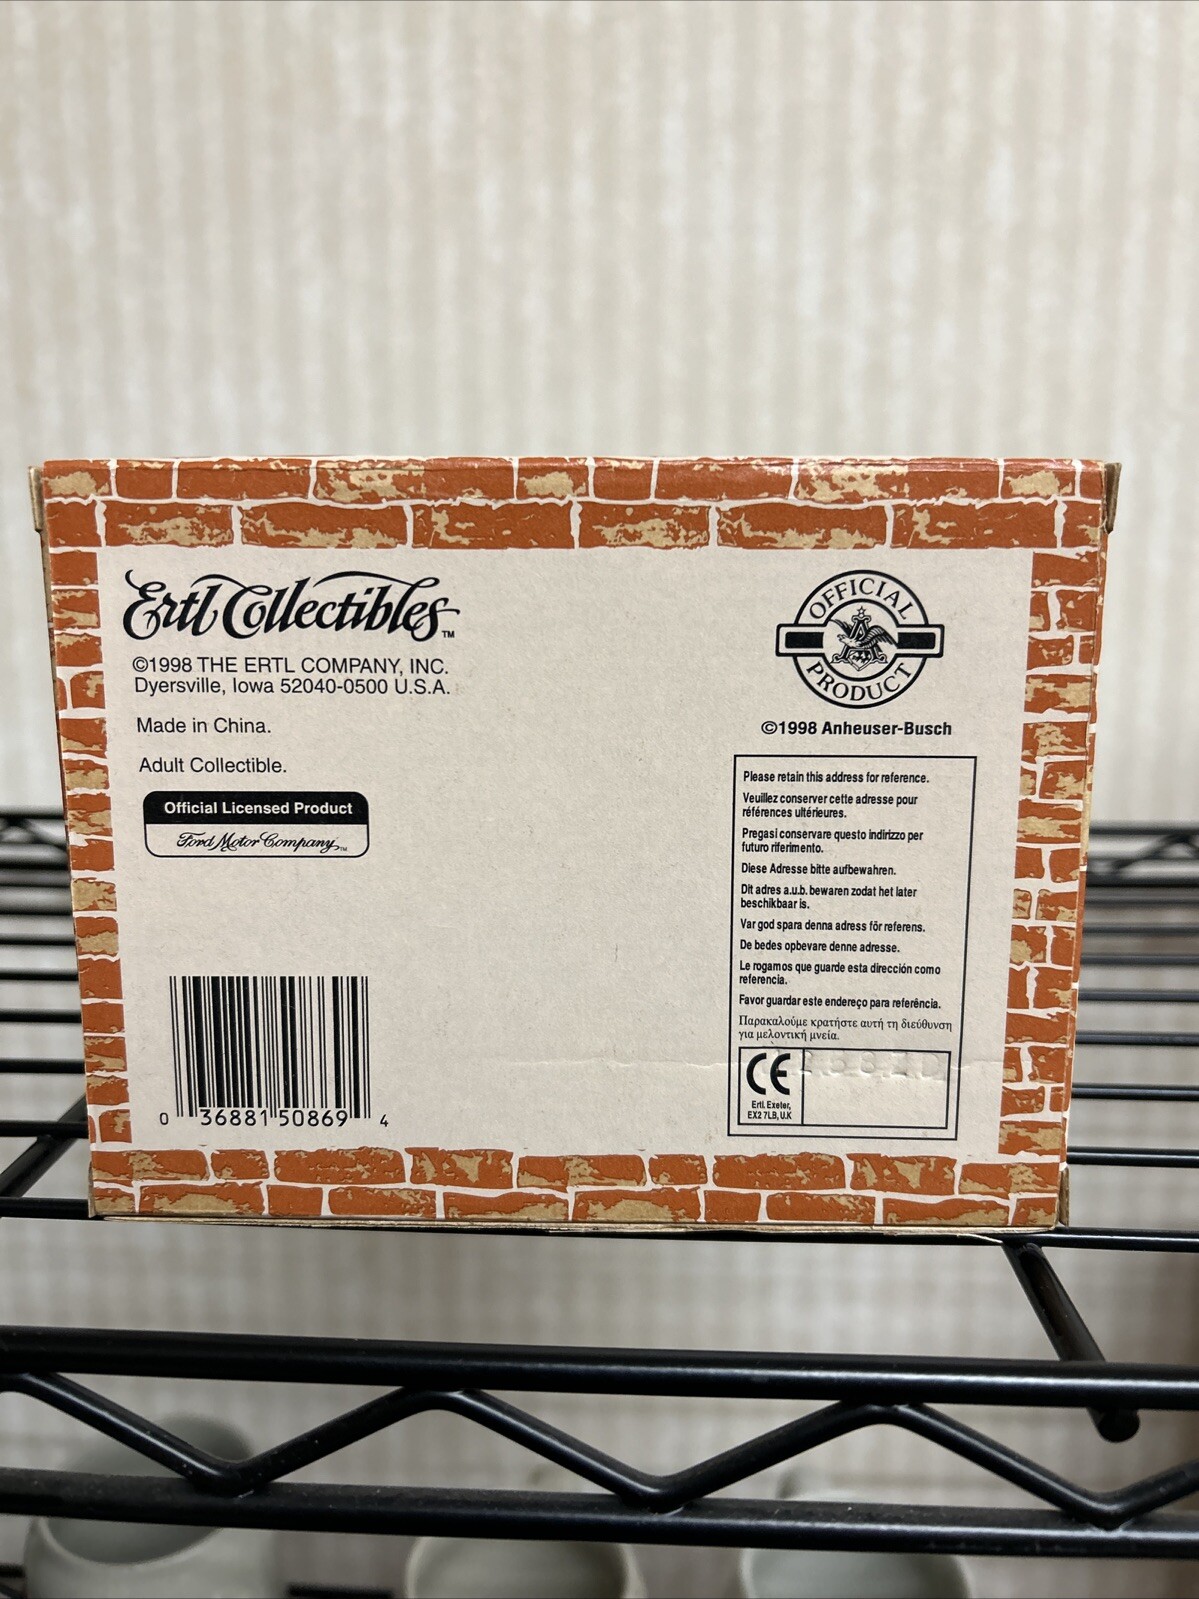 Ertl Collectibles™
©1998 THE ERTL COMPANY, INC.
Dyersville, Iowa 52040-0500 U.S.A.
Made in China.
Adult Collectible.
Official Licensed Product
Ford Motor Company™
0 36881 50869 4
OFFICIAL
PRODUCT
©1998 Anheuser-Busch
Please retain this address for reference.
Veuillez conserver cette adresse pour
références ultérieures.
Pregasi conservare questo indirizzo per
futuro riferimento.
Diese Adresse bitte aufbewahren.
Dit adres a.u.b. bewaren zodat het later
beschikbaar is.
Var god spara denna adress för referens.
De bedes opbevare denne adresse.
Le rogamos que guarde esta dirección como
referencia.
Favor guardar este endereço para referência.
Παρακαλούμε κρατήστε αυτή τη διεύθυνση
για μελοντική μνεία.
CE
Ertl. Exeter,
EX2 7LB, U.K